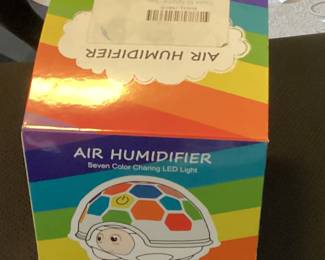 AIR HUMIDIFIER
AIR HUMIDIFIER
Seven Color Charing LED Light